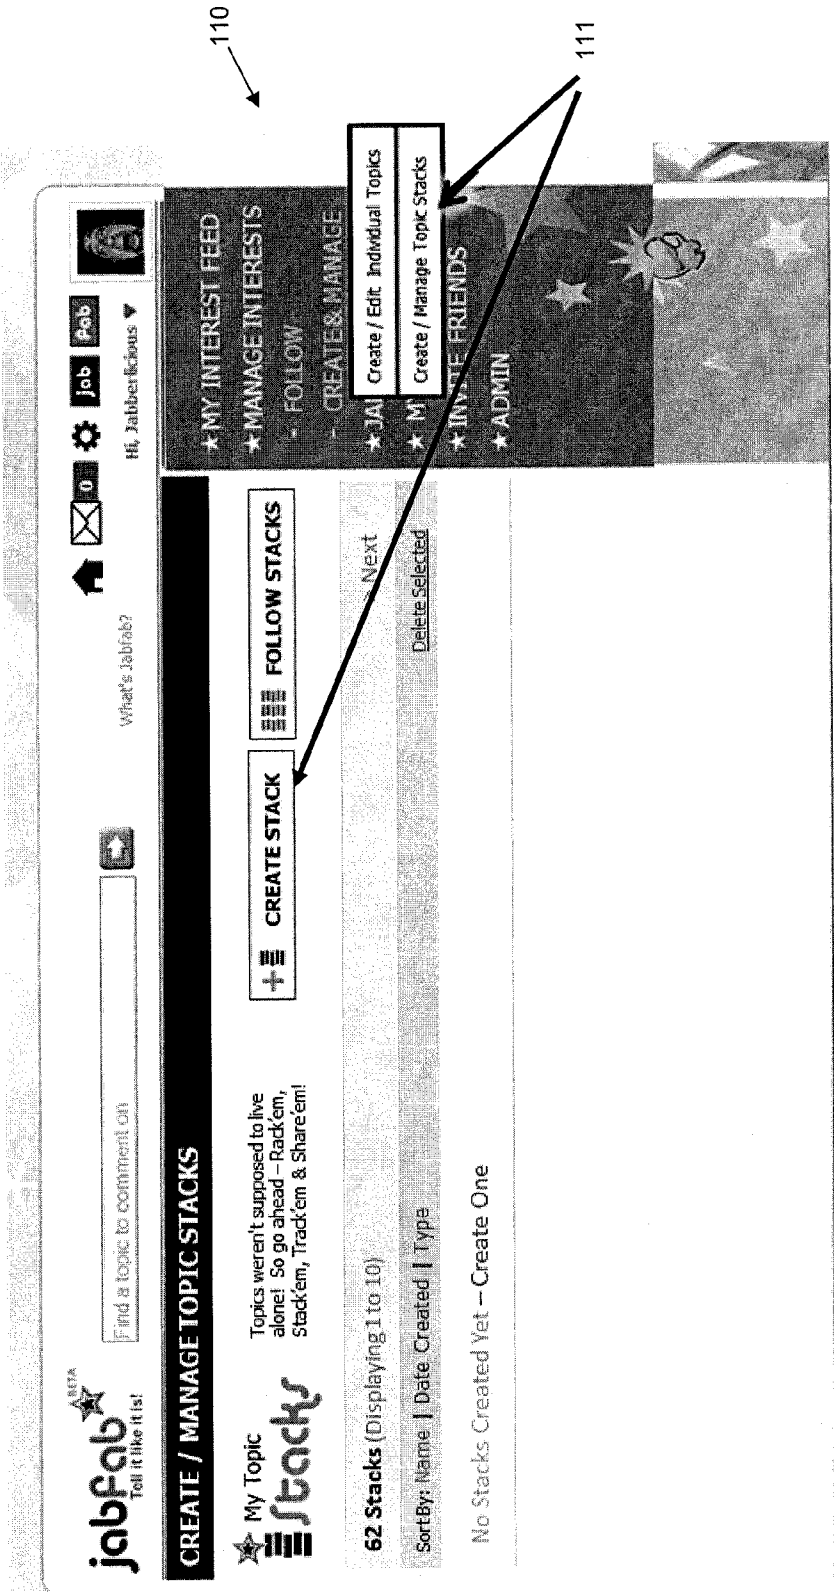 110
111
jabfab
BETA
Tell it like it is!
Find a topic to comment on
What's Jabfab?
0
Jab
Pab
Hi, Jabberlicious ▼
CREATE / MANAGE TOPIC STACKS
My Topic
Stacks
Topics weren't supposed to live
alone! So go ahead – Rack'em,
Stack'em, Track'em & Share'em!
CREATE STACK
FOLLOW STACKS
62 Stacks (Displaying 1 to 10)
Next
SortBy: Name | Date Created | Type
Delete Selected
No Stacks Created Yet – Create One
★ MY INTEREST FEED
★ MANAGE INTERESTS
- FOLLOW
- CREATE & MANAGE
Create / Edit Individual Topics
Create / Manage Topic Stacks
★ INVITE FRIENDS
★ ADMIN